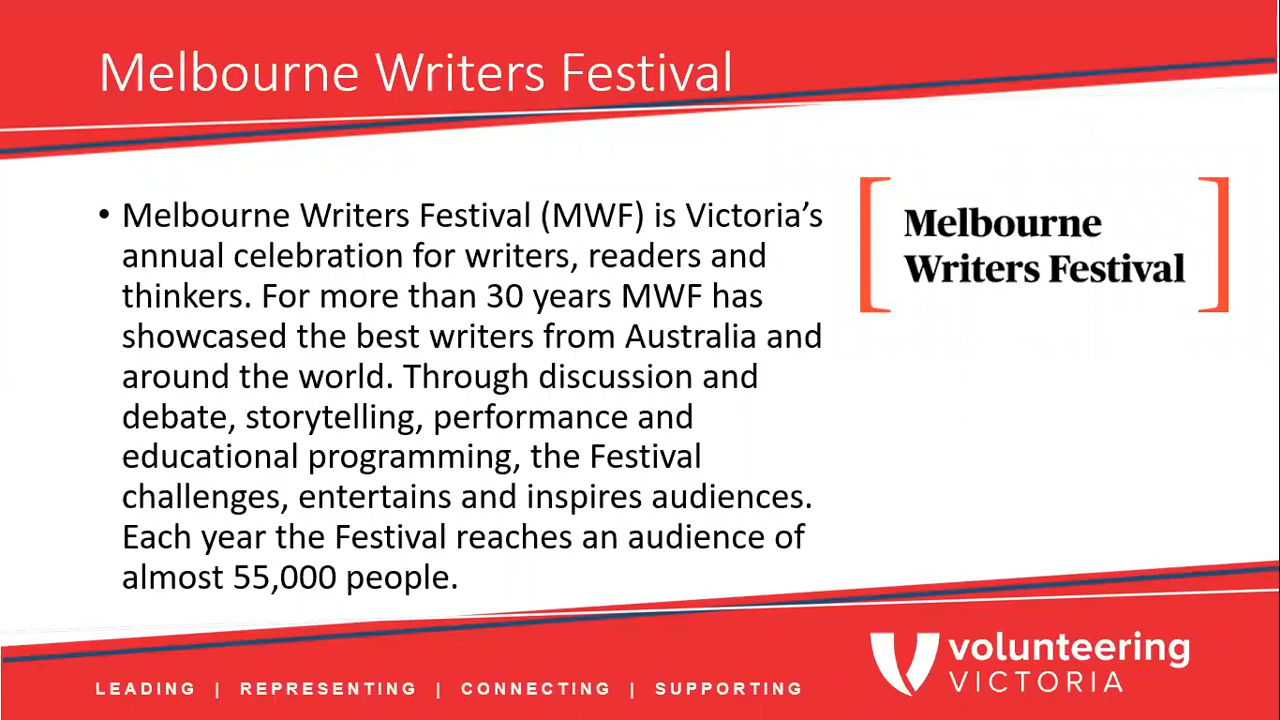 Melbourne Writers Festival
• Melbourne Writers Festival (MWF) is Victoria’s
annual celebration for writers, readers and
thinkers. For more than 30 years MWF has
showcased the best writers from Australia and
around the world. Through discussion and
debate, storytelling, performance and
educational programming, the Festival
challenges, entertains and inspires audiences.
Each year the Festival reaches an audience of
almost 55,000 people.
Melbourne
Writers Festival
LEADING | REPRESENTING | CONNECTING | SUPPORTING
volunteering
VICTORIA